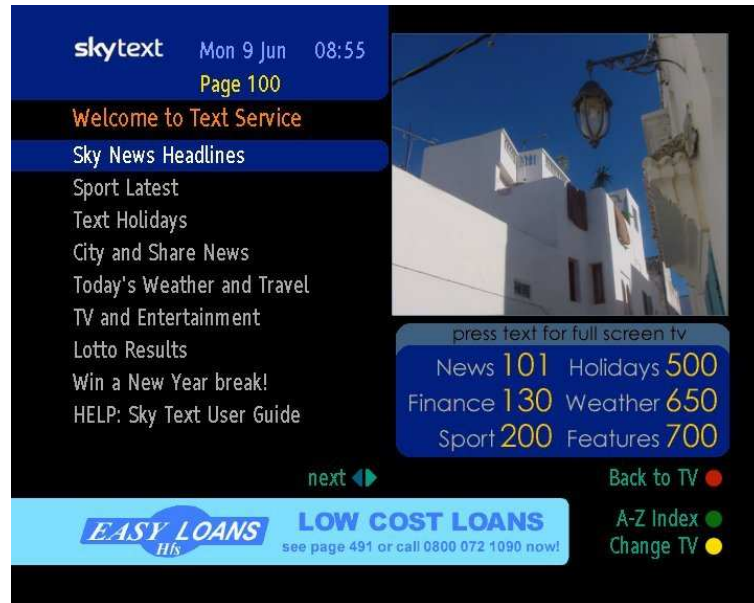 skytext Mon 9 Jun 08:55
Page 100
Welcome to Text Service
Sky News Headlines
Sport Latest
Text Holidays
City and Share News
Today's Weather and Travel
TV and Entertainment
Lotto Results
Win a New Year break!
HELP: Sky Text User Guide
next
press text for full screen tv
News 101 Holidays 500
Finance 130 Weather 650
Sport 200 Features 700
Back to TV
A-Z Index
Change TV
EASY LOANS
Hfs
LOW COST LOANS
see page 491 or call 0800 072 1090 now!